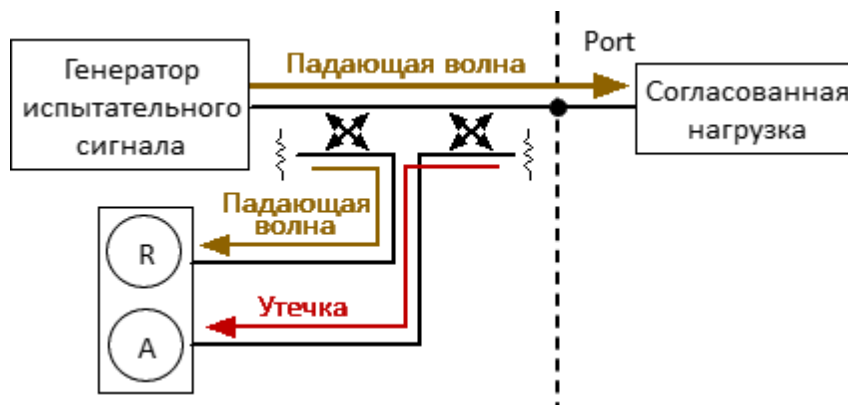 Генератор
испытательного
сигнала
Падающая волна
Port
Согласованная
нагрузка
Падающая
волна
R
Утечка
A